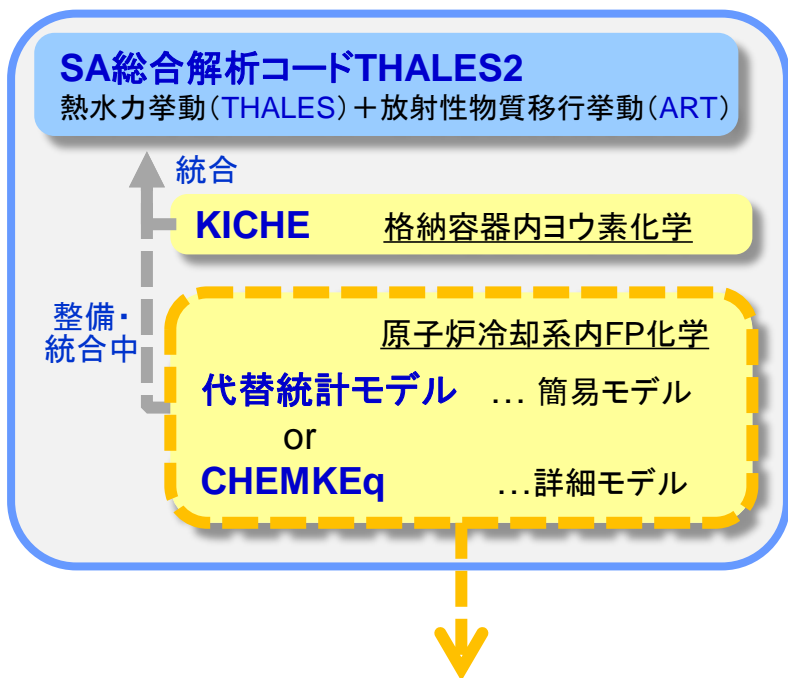 SA総合解析コードTHALES2
熱水力挙動（THALES）＋放射性物質移行挙動（ART）
統合
KICHE 格納容器内ヨウ素化学
整備・
統合中
原子炉冷却系内FP化学
代替統計モデル … 簡易モデル
or
CHEMKEq …詳細モデル